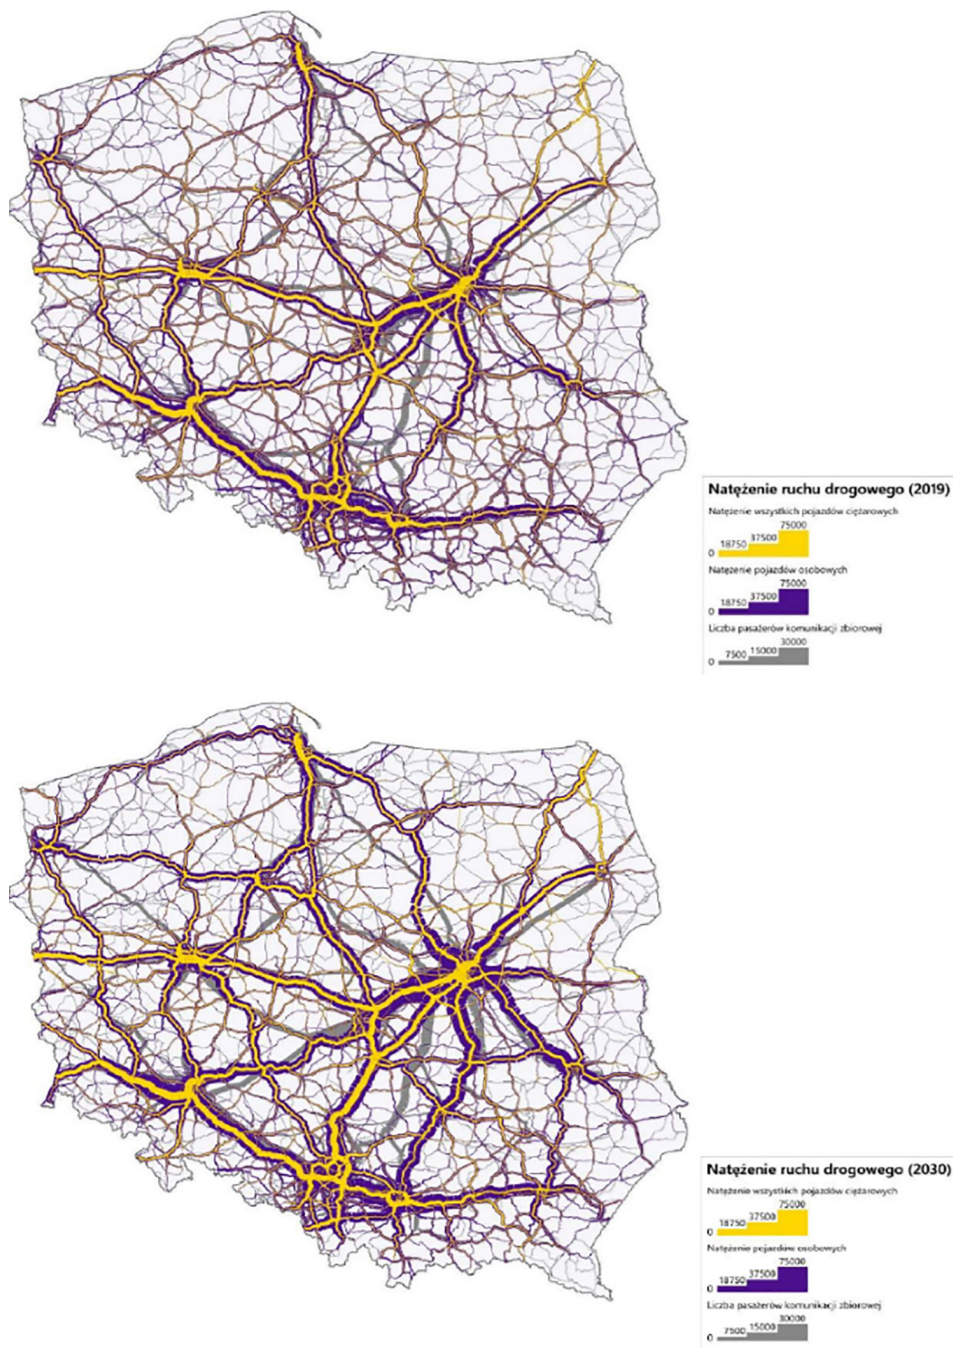 Natężenie ruchu drogowego (2019)
Natężenie wszystkich pojazdów ciężarowych
0 18750 37500 75000
Natężenie pojazdów osobowych
0 18750 37500 75000
Liczba pasażerów komunikacji zbiorowej
0 7500 15000 30000
Natężenie ruchu drogowego (2030)
Natężenie wszystkich pojazdów ciężarowych
0 18750 37500 75000
Natężenie pojazdów osobowych
0 18750 37500 75000
Liczba pasażerów komunikacji zbiorowej
0 7500 15000 30000